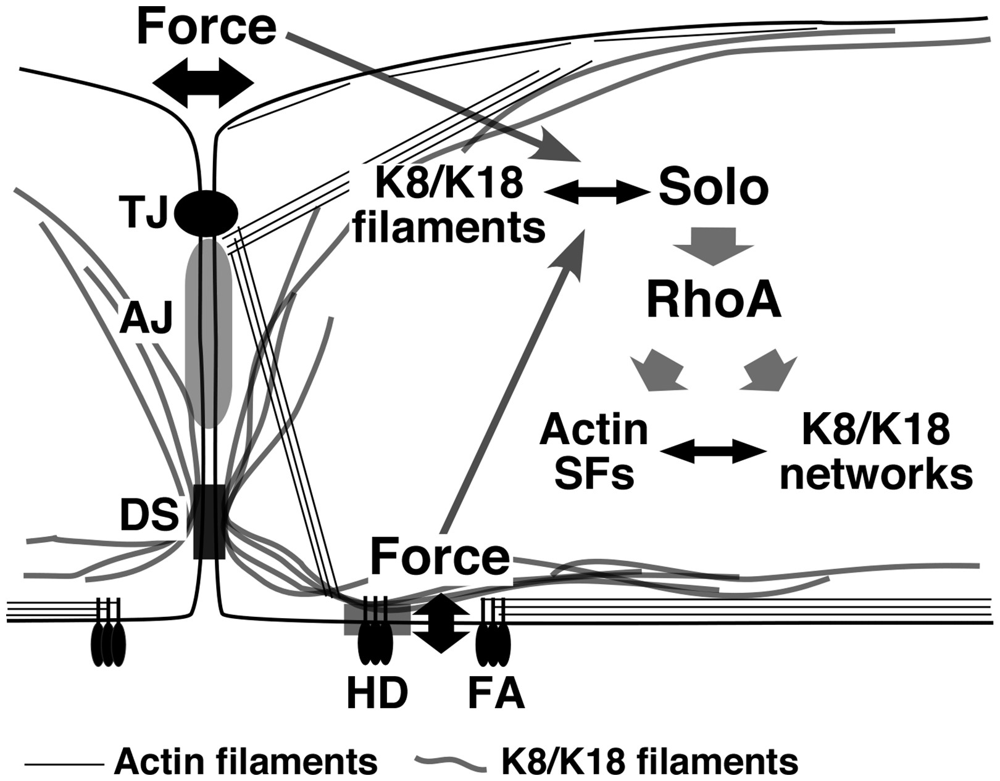 Force
TJ
K8/K18
filaments
Solo
AJ
RhoA
Actin
SFs
K8/K18
networks
DS
Force
HD
FA
Actin filaments
K8/K18 filaments